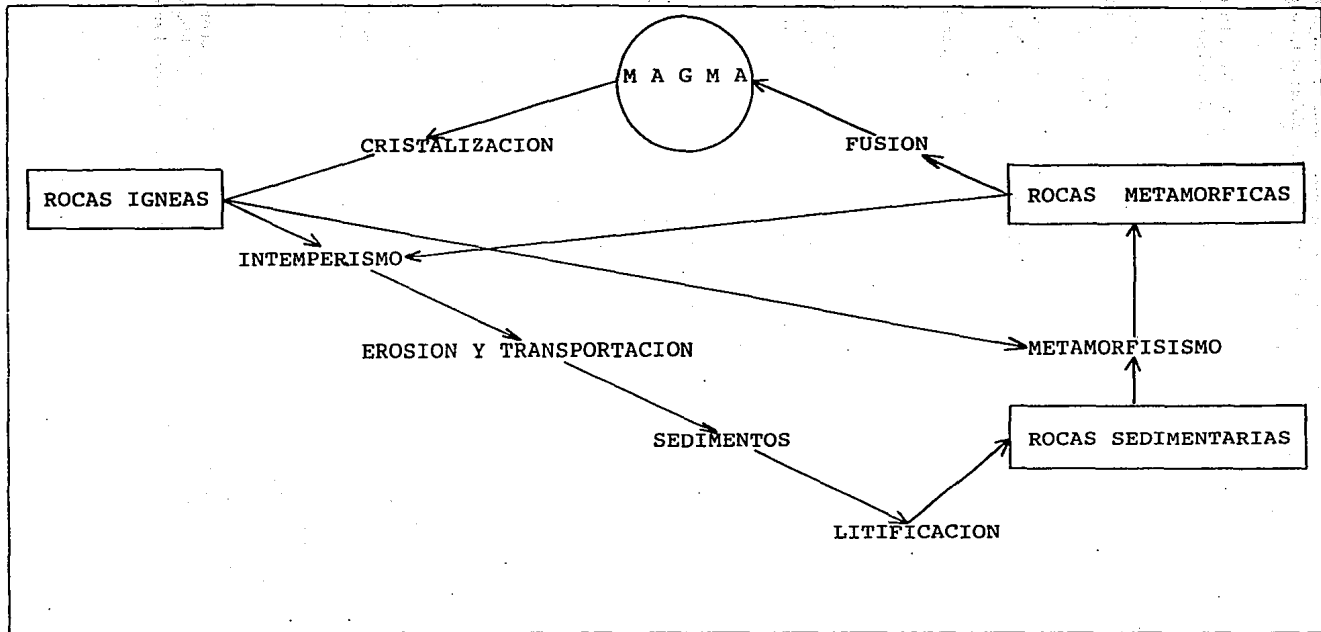 M A G M A
CRISTALIZACION
FUSION
ROCAS IGNEAS
ROCAS METAMORFICAS
INTEMPERISMO
EROSION Y TRANSPORTACION
METAMORFISISMO
SEDIMENTOS
ROCAS SEDIMENTARIAS
LITIFICACION